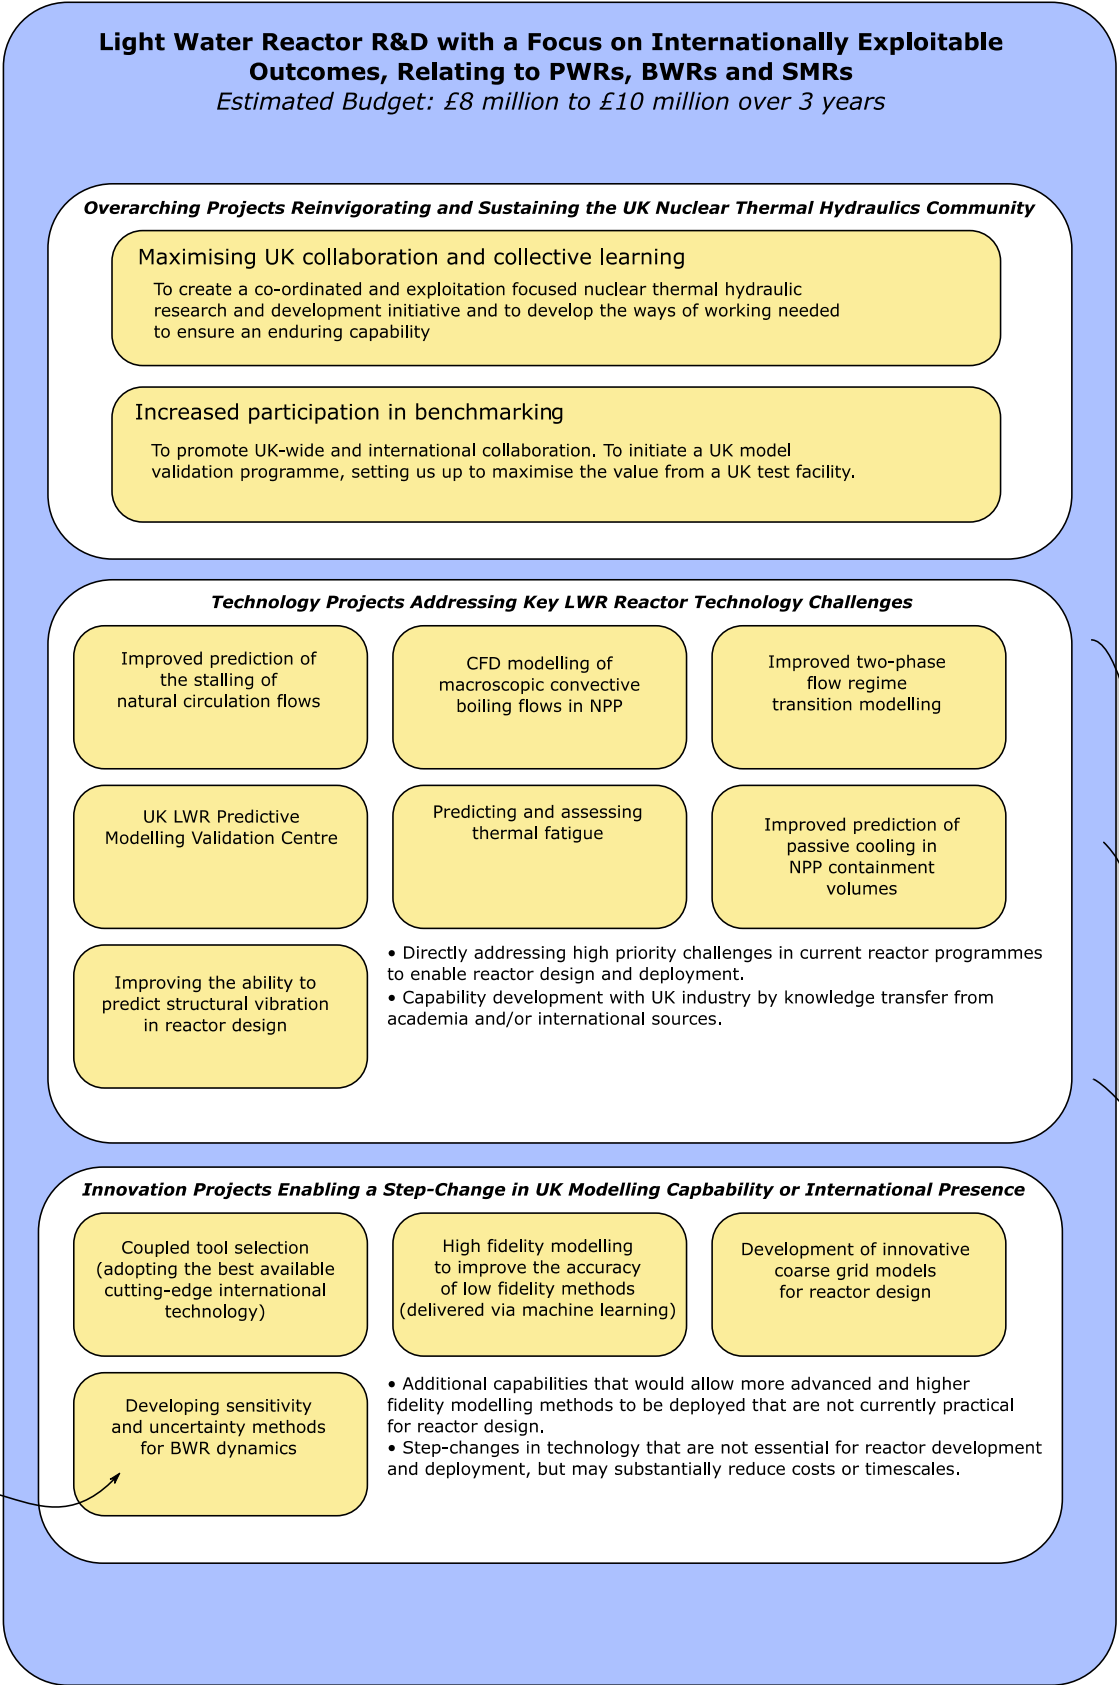 Light Water Reactor R&D with a Focus on Internationally Exploitable
Outcomes, Relating to PWRs, BWRs and SMRs
Estimated Budget: £8 million to £10 million over 3 years
Overarching Projects Reinvigorating and Sustaining the UK Nuclear Thermal Hydraulics Community
Maximising UK collaboration and collective learning
To create a co-ordinated and exploitation focused nuclear thermal hydraulic
research and development initiative and to develop the ways of working needed
to ensure an enduring capability
Increased participation in benchmarking
To promote UK-wide and international collaboration. To initiate a UK model
validation programme, setting us up to maximise the value from a UK test facility.
Technology Projects Addressing Key LWR Reactor Technology Challenges
Improved prediction of
the stalling of
natural circulation flows
CFD modelling of
macroscopic convective
boiling flows in NPP
Improved two-phase
flow regime
transition modelling
UK LWR Predictive
Modelling Validation Centre
Predicting and assessing
thermal fatigue
Improved prediction of
passive cooling in
NPP containment
volumes
Improving the ability to
predict structural vibration
in reactor design
• Directly addressing high priority challenges in current reactor programmes
to enable reactor design and deployment.
• Capability development with UK industry by knowledge transfer from
academia and/or international sources.
Innovation Projects Enabling a Step-Change in UK Modelling Capbability or International Presence
Coupled tool selection
(adopting the best available
cutting-edge international
technology)
High fidelity modelling
to improve the accuracy
of low fidelity methods
(delivered via machine learning)
Development of innovative
coarse grid models
for reactor design
Developing sensitivity
and uncertainty methods
for BWR dynamics
• Additional capabilities that would allow more advanced and higher
fidelity modelling methods to be deployed that are not currently practical
for reactor design.
• Step-changes in technology that are not essential for reactor development
and deployment, but may substantially reduce costs or timescales.